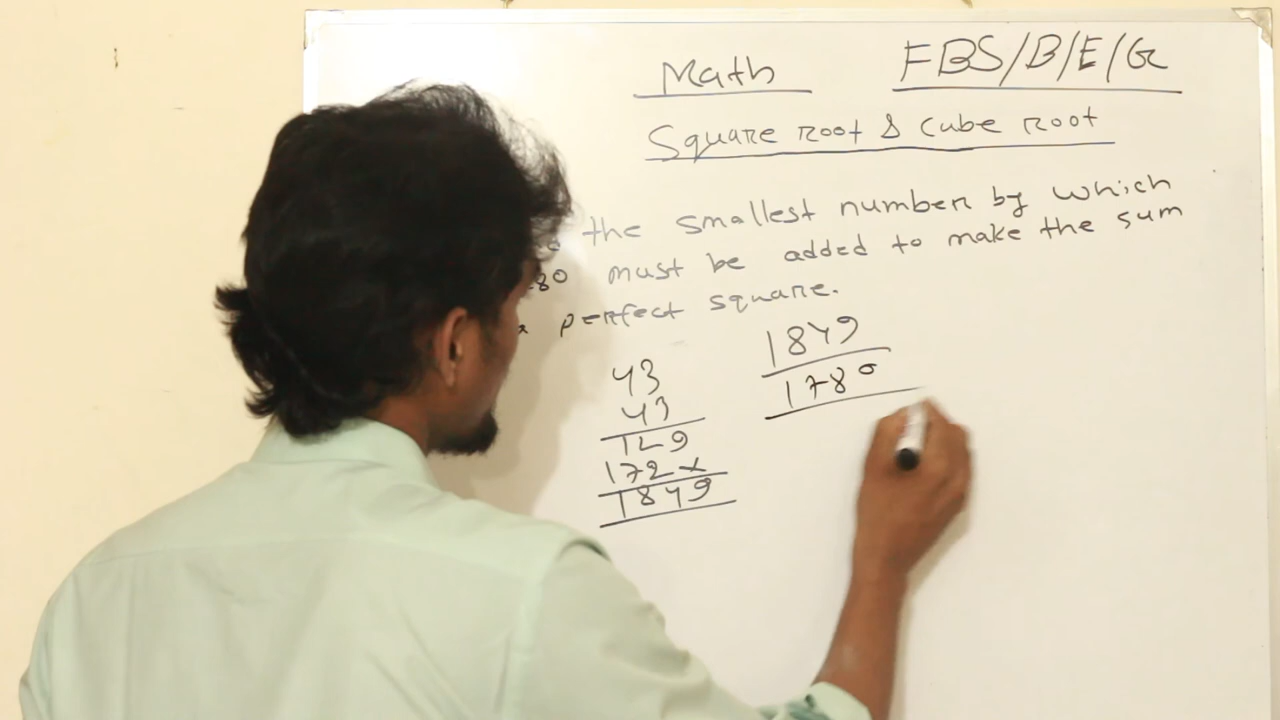 Math FBS/B/E/G
Square root & Cube root
the smallest number by which
80 must be added to make the sum
perfect square.
43
43
129
172x
1849
1849
1780